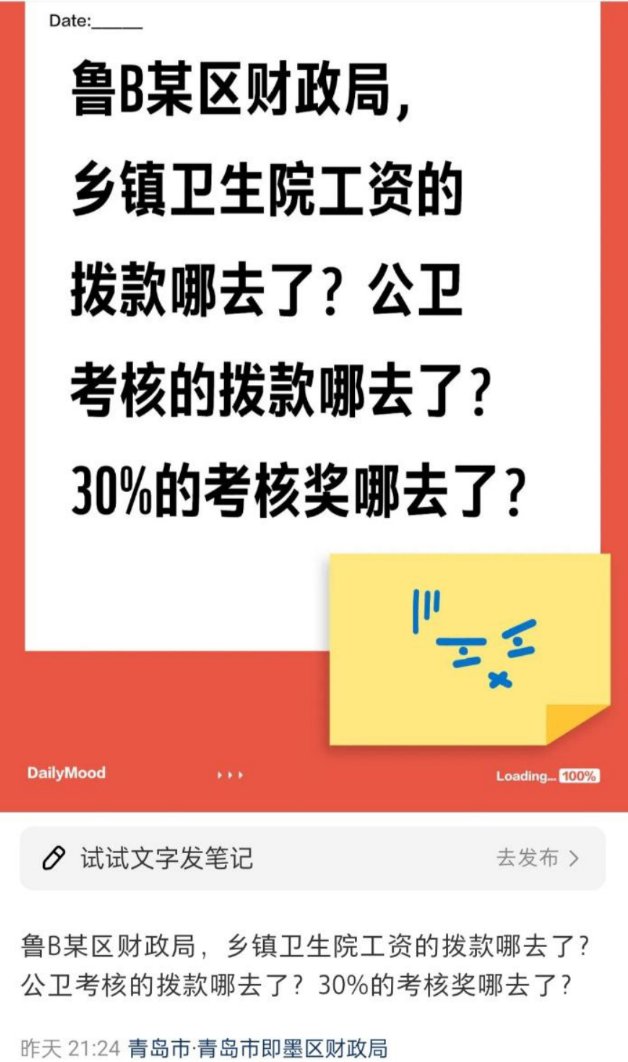 Date:_____
鲁B某区财政局，
乡镇卫生院工资的
拨款哪去了？公卫
考核的拨款哪去了？
30%的考核奖哪去了？
DailyMood
Loading... 100%
试试文字发笔记
去发布
鲁B某区财政局，乡镇卫生院工资的拨款哪去了？
公卫考核的拨款哪去了？30%的考核奖哪去了？
昨天 21:24 青岛市·青岛市即墨区财政局